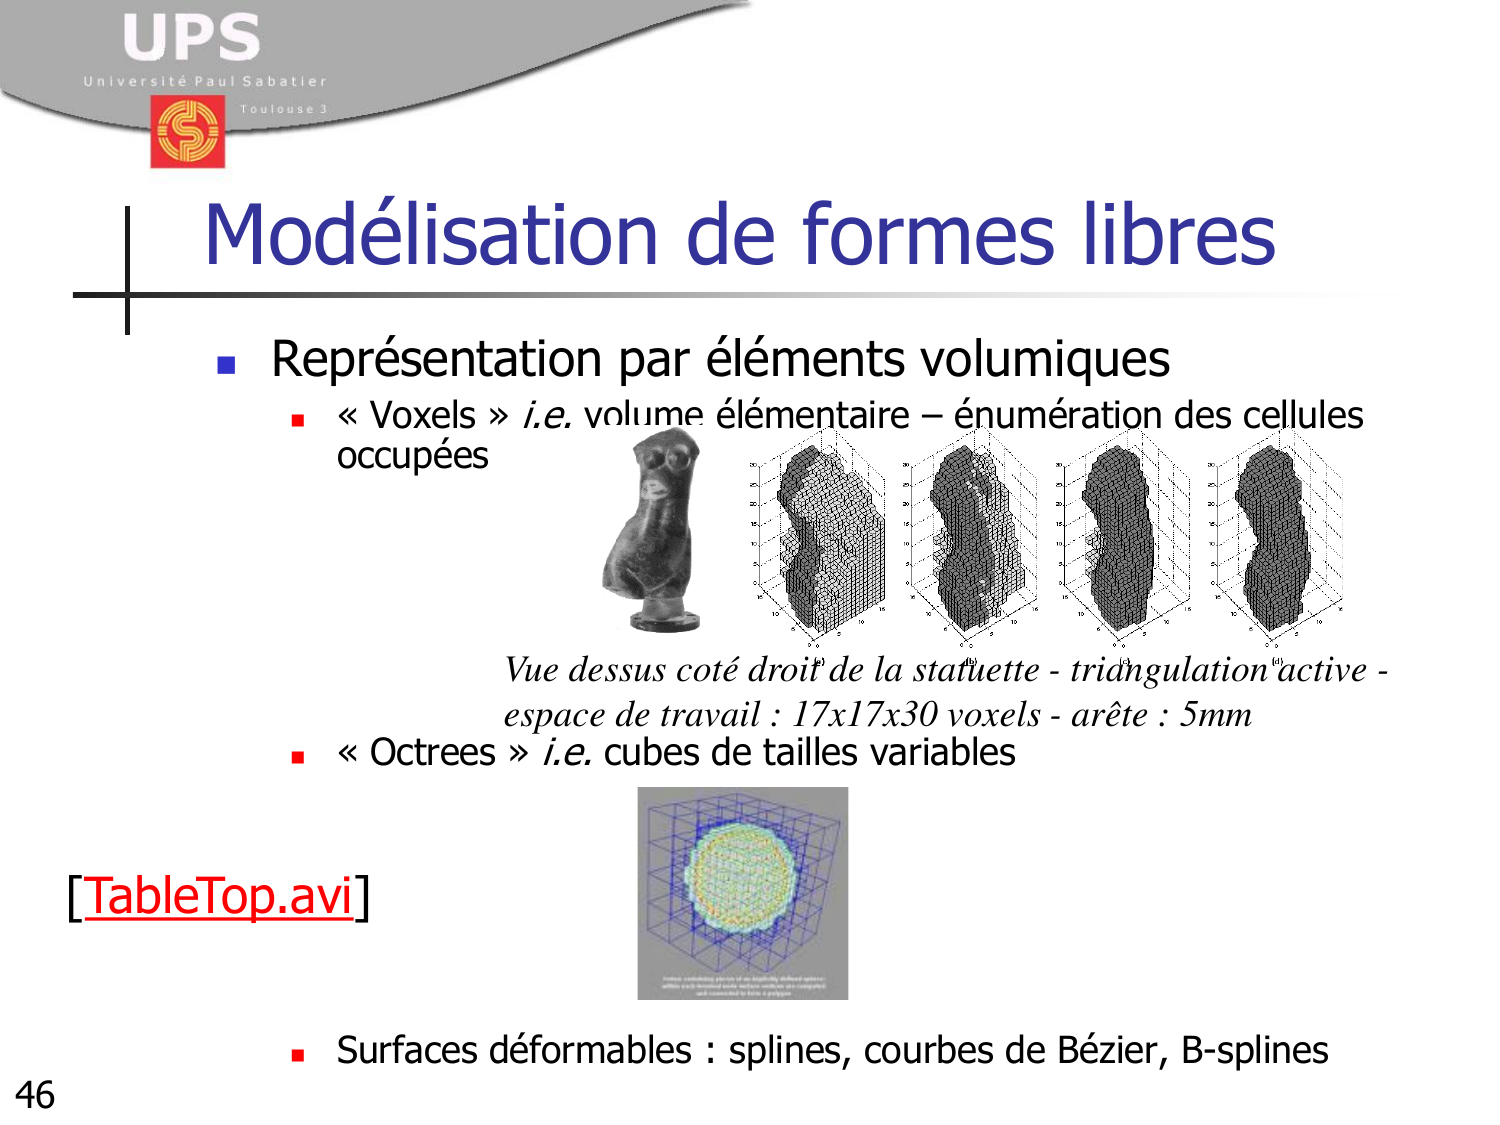 UPS
Université Paul Sabatier
Toulouse 3
Modélisation de formes libres
Représentation par éléments volumiques
« Voxels » i.e. volume élémentaire – énumération des cellules
occupées
(a) (b) (c) (d)
Vue dessus coté droit de la statuette - triangulation active -
espace de travail : 17x17x30 voxels - arête : 5mm
« Octrees » i.e. cubes de tailles variables
[TableTop.avi]
Surfaces déformables : splines, courbes de Bézier, B-splines
46